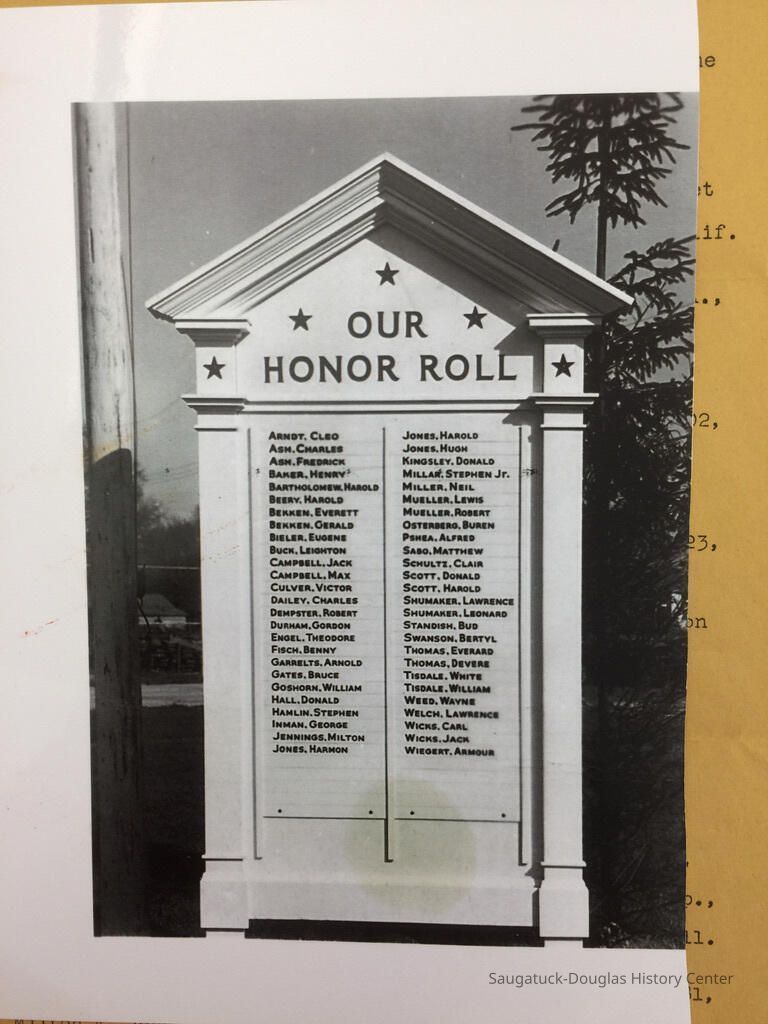 OUR
HONOR ROLL
ARNDT, CLEO
ASH, CHARLES
ASH, FREDRICK
BAKER, HENRY
BARTHOLOMEW, HAROLD
BEERY, HAROLD
BEKKEN, EVERETT
BEKKEN, GERALD
BIELER, EUGENE
BUCK, LEIGHTON
CAMPBELL, JACK
CAMPBELL, MAX
CULVER, VICTOR
DAILEY, CHARLES
DEMPSTER, ROBERT
DURHAM, GORDON
ENGEL, THEODORE
FISCH, BENNY
GARRELTS, ARNOLD
GATES, BRUCE
GOSHORN, WILLIAM
HALL, DONALD
HAMLIN, STEPHEN
INMAN, GEORGE
JENNINGS, MILTON
JONES, HARMON
JONES, HAROLD
JONES, HUGH
KINGSLEY, DONALD
MILLAR, STEPHEN JR.
MILLER, NEIL
MUELLER, LEWIS
MUELLER, ROBERT
OSTERBERG, BUREN
PSHEA, ALFRED
SABO, MATTHEW
SCHULTZ, CLAIR
SCOTT, DONALD
SCOTT, HAROLD
SHUMAKER, LAWRENCE
SHUMAKER, LEONARD
STANDISH, BUD
SWANSON, BERTYL
THOMAS, EVERARD
THOMAS, DEVERE
TISDALE, WHITE
TISDALE, WILLIAM
WEED, WAYNE
WELCH, LAWRENCE
WICKS, CARL
WICKS, JACK
WIEGERT, ARMOUR
Saugatuck-Douglas History Center